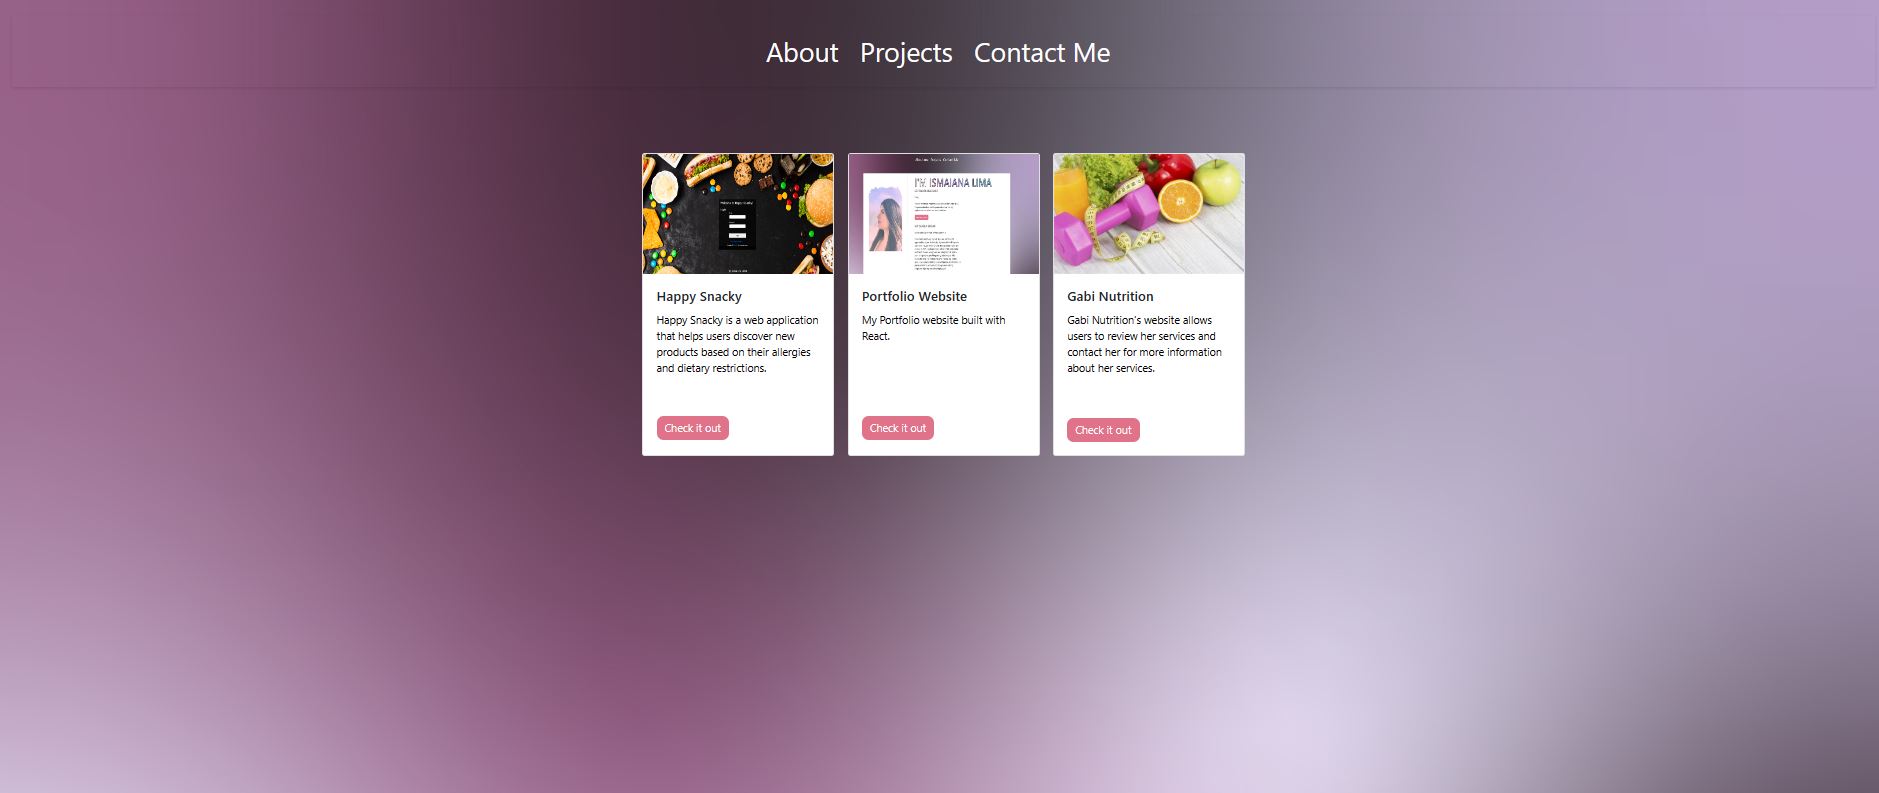 About Projects Contact Me
I'M ISMAIANA LIMA
Happy Snacky
Happy Snacky is a web application
that helps users discover new
products based on their allergies
and dietary restrictions.
Check it out
Portfolio Website
My Portfolio website built with
React.
Check it out
Gabi Nutrition
Gabi Nutrition’s website allows
users to review her services and
contact her for more information
about her services.
Check it out